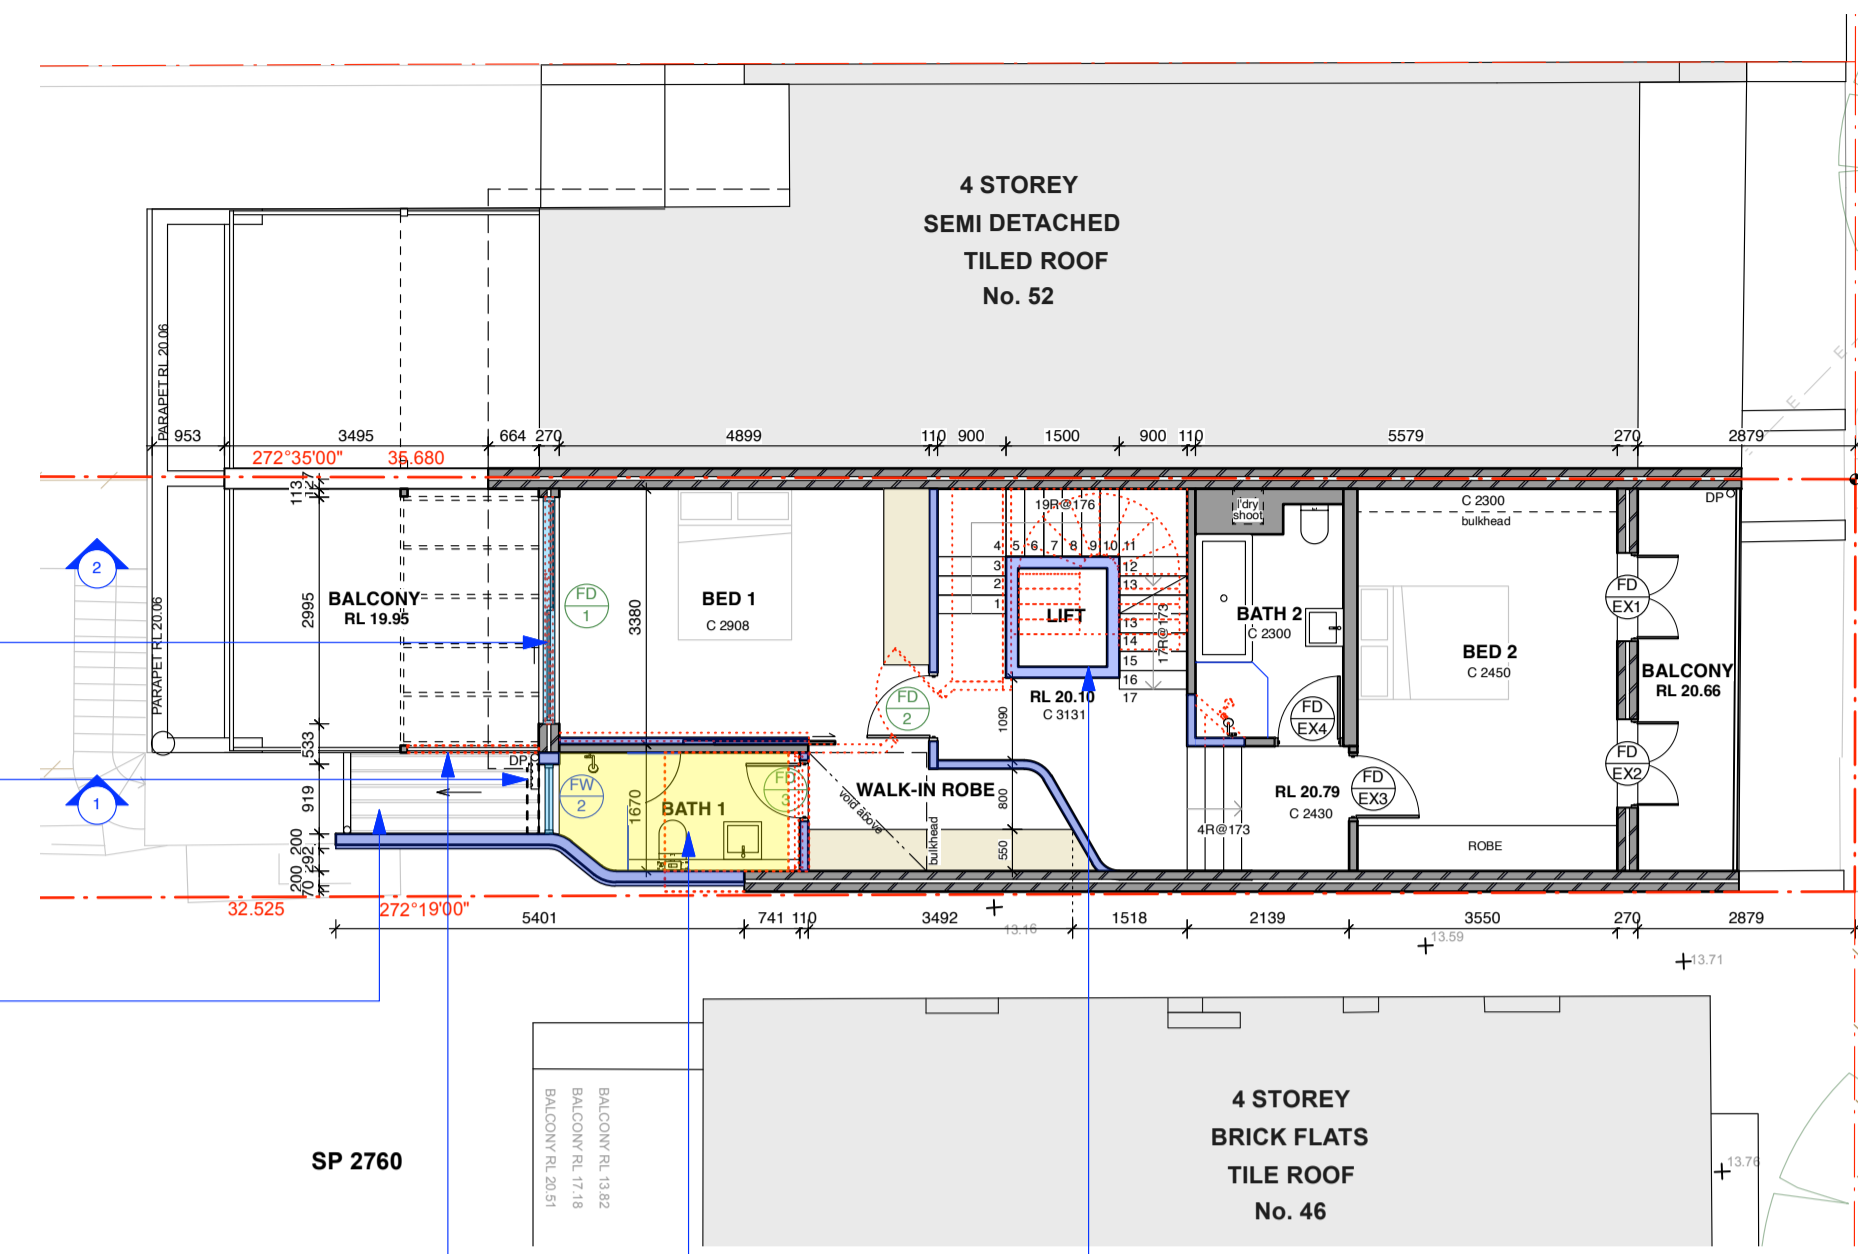 4 STOREY
SEMI DETACHED
TILED ROOF
No. 52
PARAPET RL 20.06
E
E
953
3495
664
270
4899
110
900
1500
900
110
5579
270
2879
272°35'00"
35.680
113
2995
533
919
200
292
200
70
PARAPET RL 20.06
BALCONY
RL 19.95
2
1
FD
1
BED 1
C 2908
3380
19R@176
4
5
6
7
8
9
10
11
3
2
1
12
13
13
14
15
16
17
17R@173
LIFT
RL 20.10
C 3131
FD
2
1090
800
550
l'dry
shoot
BATH 2
C 2300
FD
EX4
C 2300
bulkhead
BED 2
C 2450
FD
EX1
FD
EX2
DP
BALCONY
RL 20.66
DP
FW
2
1670
BATH 1
FD
3
void above
WALK-IN ROBE
bulkhead
4R@173
RL 20.79
C 2430
FD
EX3
ROBE
32.525
272°19'00"
5401
741
110
3492
1518
2139
3550
270
2879
13.16
13.59
13.71
13.76
SP 2760
BALCONY RL 20.51
BALCONY RL 17.18
BALCONY RL 13.82
4 STOREY
BRICK FLATS
TILE ROOF
No. 46